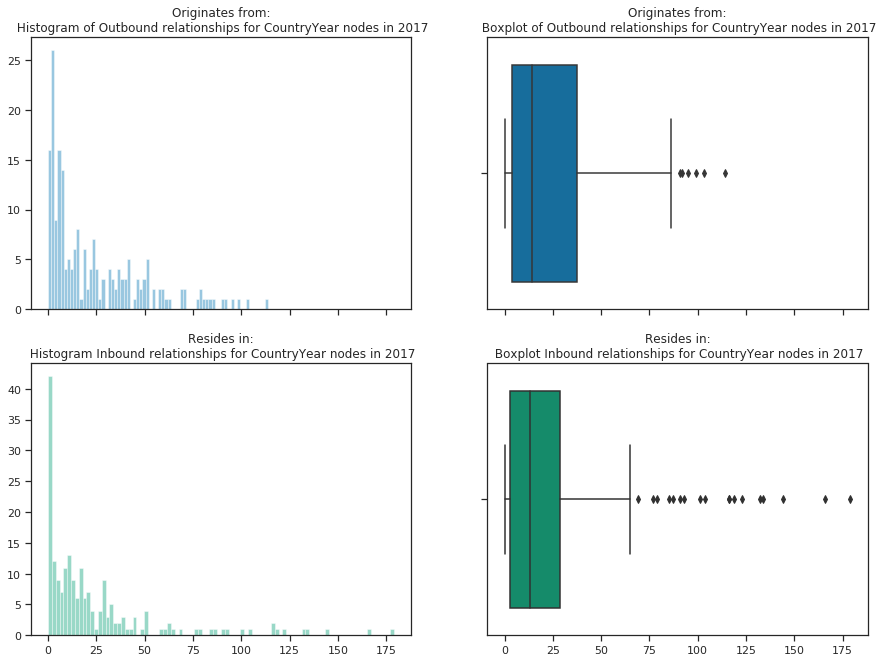 Originates from:
Histogram of Outbound relationships for CountryYear nodes in 2017
25
20
15
10
5
0
Originates from:
Boxplot of Outbound relationships for CountryYear nodes in 2017
Resides in:
Histogram Inbound relationships for CountryYear nodes in 2017
40
35
30
25
20
15
10
5
0
0 25 50 75 100 125 150 175
Resides in:
Boxplot Inbound relationships for CountryYear nodes in 2017
0 25 50 75 100 125 150 175